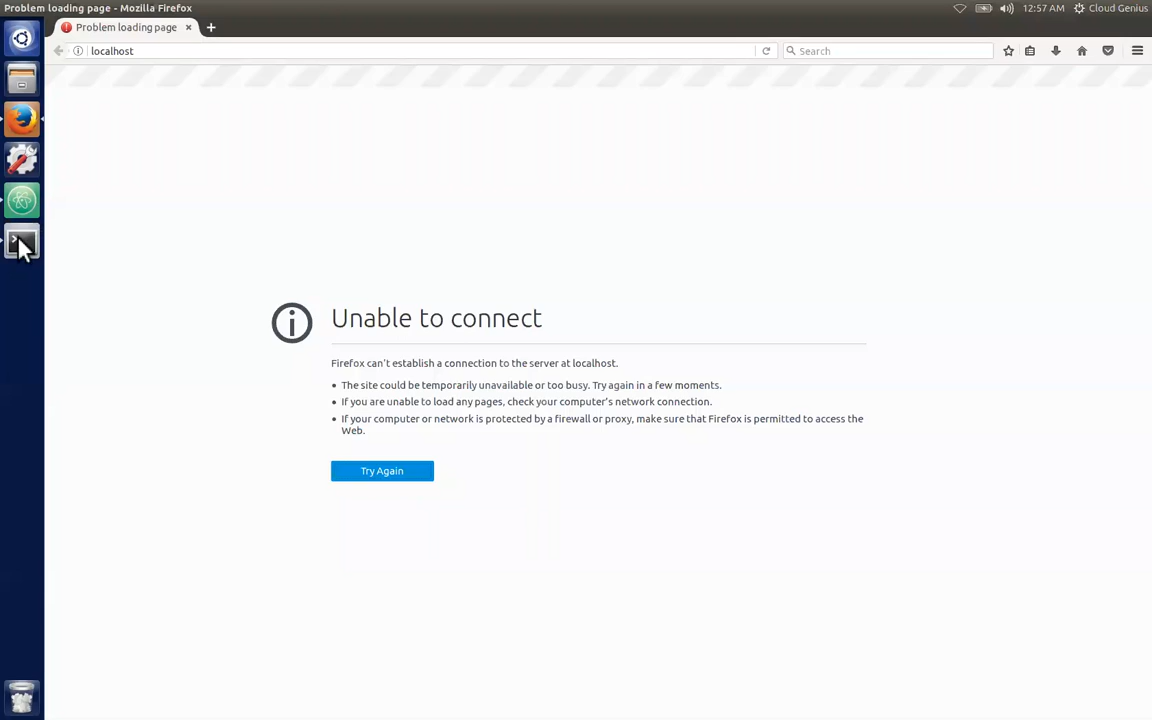 Problem loading page - Mozilla Firefox
12:57 AM
Cloud Genius
Problem loading page
localhost
Search
Unable to connect
Firefox can't establish a connection to the server at localhost.
The site could be temporarily unavailable or too busy. Try again in a few moments.
If you are unable to load any pages, check your computer's network connection.
If your computer or network is protected by a firewall or proxy, make sure that Firefox is permitted to access the
Web.
Try Again